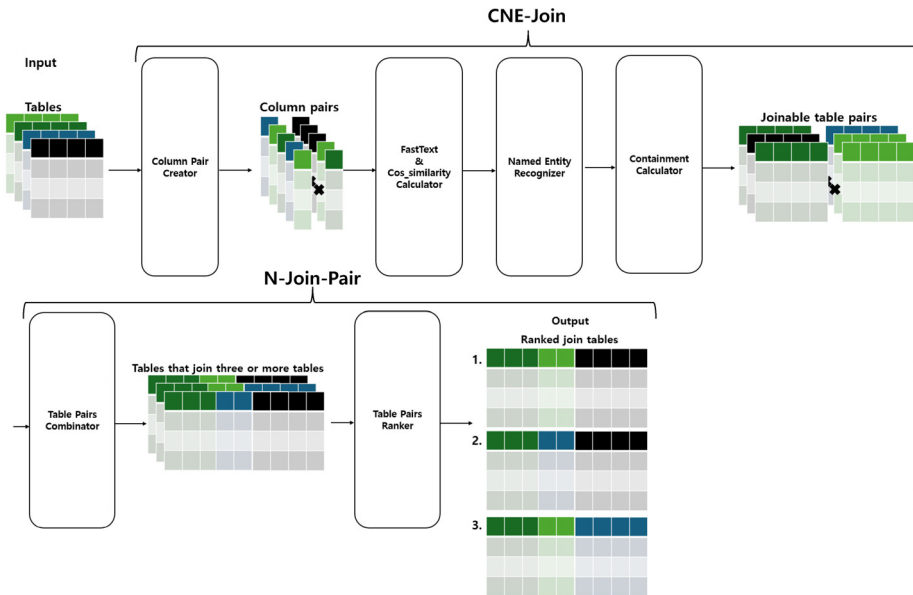 CNE-Join
Input
Tables
Column Pair
Creator
Column pairs
FastText
&
Cos_similarity
Calculator
Named Entity
Recognizer
Containment
Calculator
Joinable table pairs
N-Join-Pair
Table Pairs
Combinator
Tables that join three or more tables
Table Pairs
Ranker
Output
Ranked join tables
1.
2.
3.